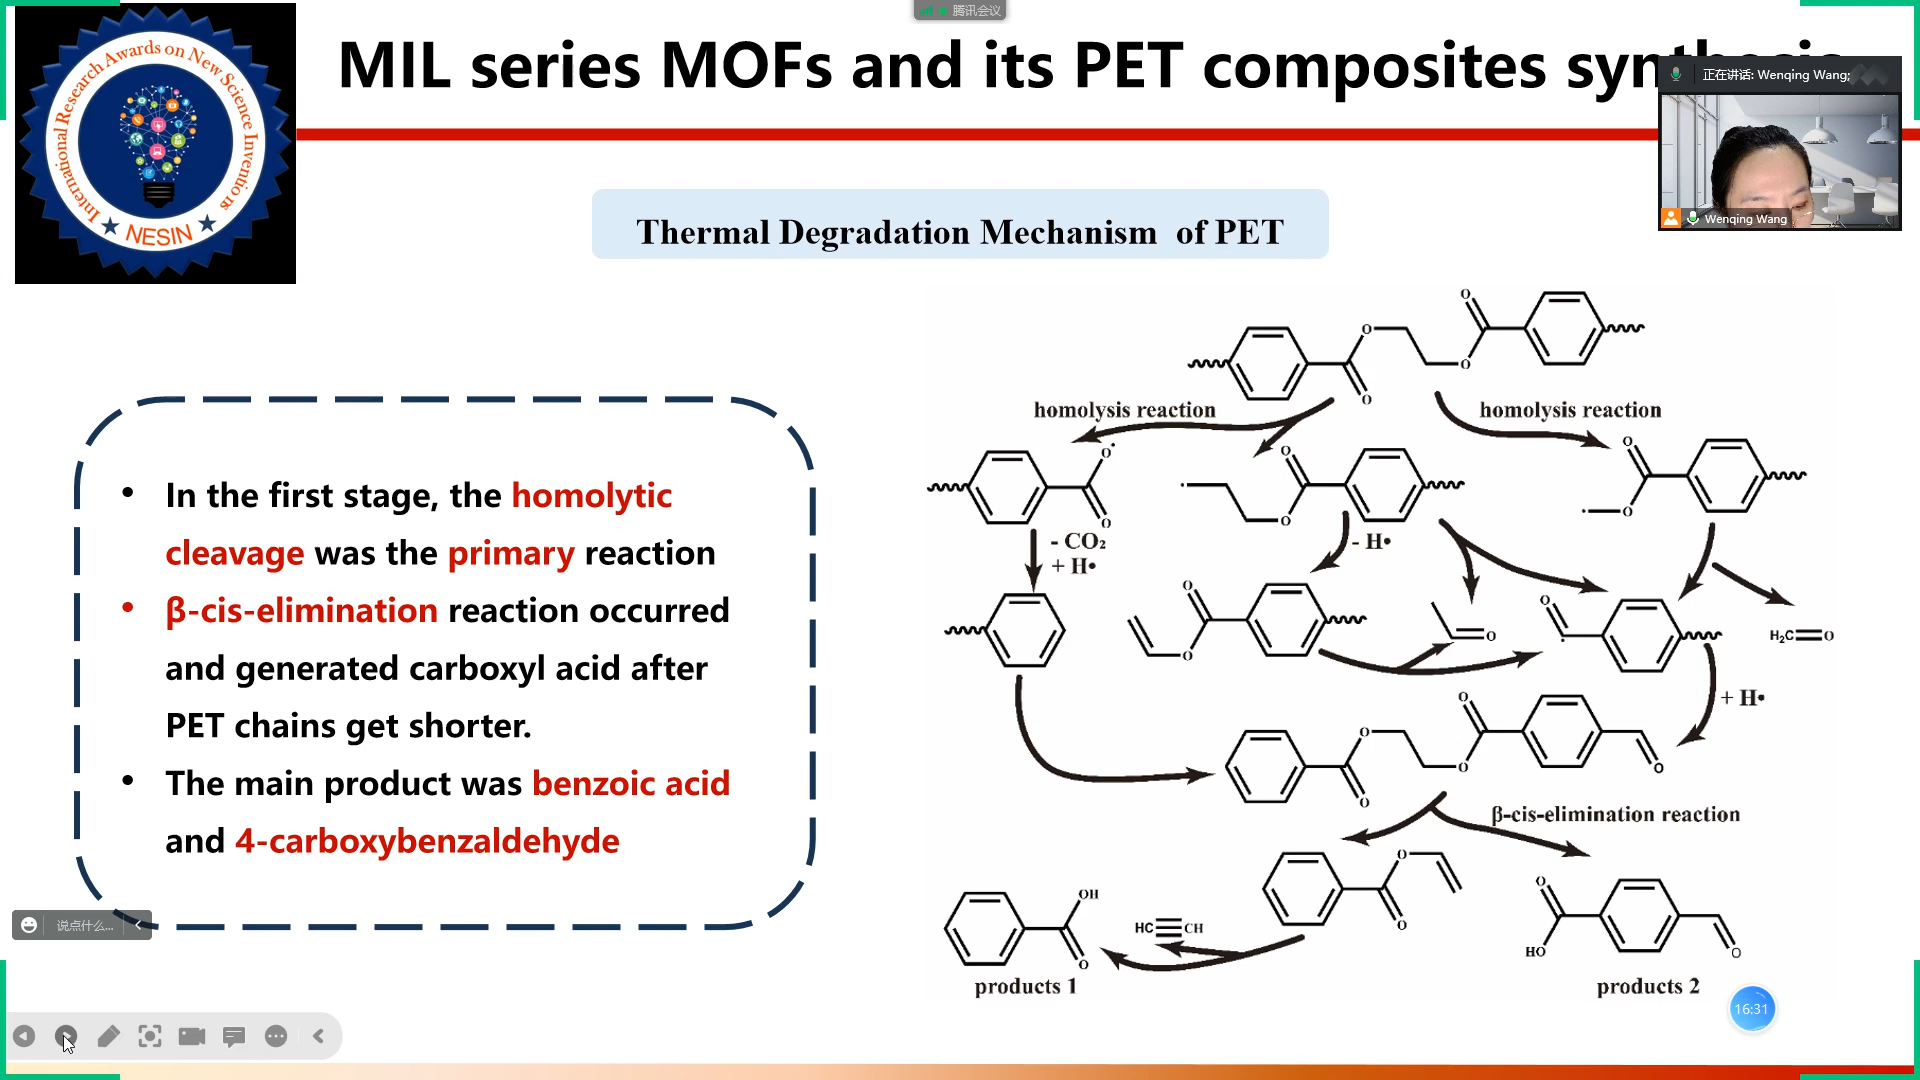 腾讯会议
MIL series MOFs and its PET composites syn
正在讲话: Wenqing Wang;
Wenqing Wang
International Research Awards on New Science Inventions
NESIN
Thermal Degradation Mechanism of PET
In the first stage, the homolytic
cleavage was the primary reaction
β-cis-elimination reaction occurred
and generated carboxyl acid after
PET chains get shorter.
The main product was benzoic acid
and 4-carboxybenzaldehyde
说点什么...
O
O
O
O
homolysis reaction
homolysis reaction
O•
O
O
O
O
O
- CO₂
+ H•
- H•
O
O
O
O
H₂C=O
+ H•
O
O
O
O
O
β-cis-elimination reaction
O
O
OH
O
HC≡CH
O
HO
O
products 1
products 2
16:31